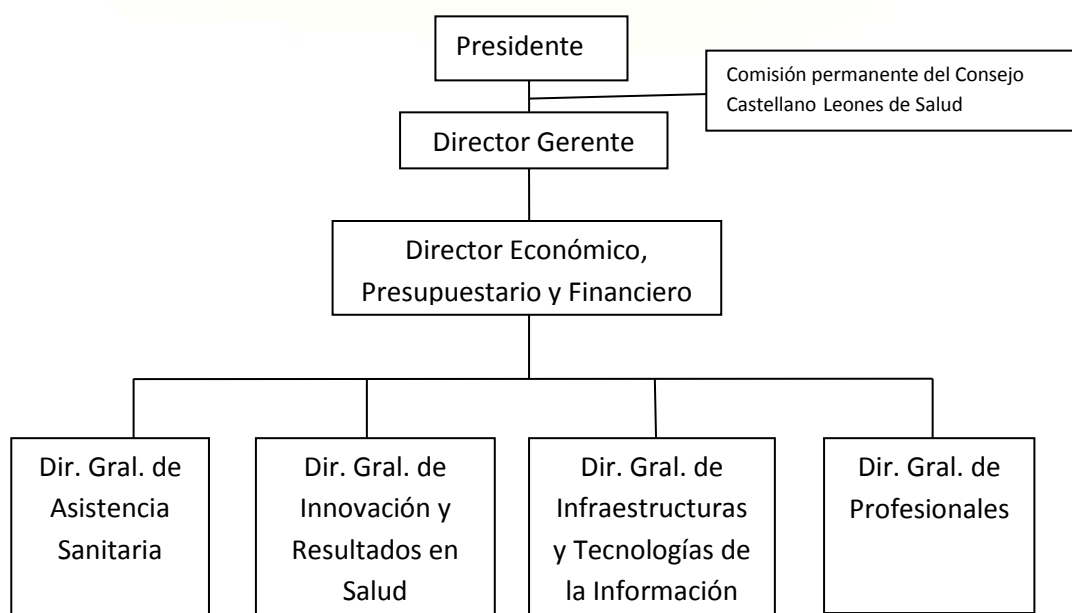 Presidente
Comisión permanente del Consejo
Castellano Leones de Salud
Director Gerente
Director Económico,
Presupuestario y Financiero
Dir. Gral. de
Asistencia
Sanitaria
Dir. Gral. de
Innovación y
Resultados en
Salud
Dir. Gral. de
Infraestructuras
y Tecnologías de
la Información
Dir. Gral. de
Profesionales